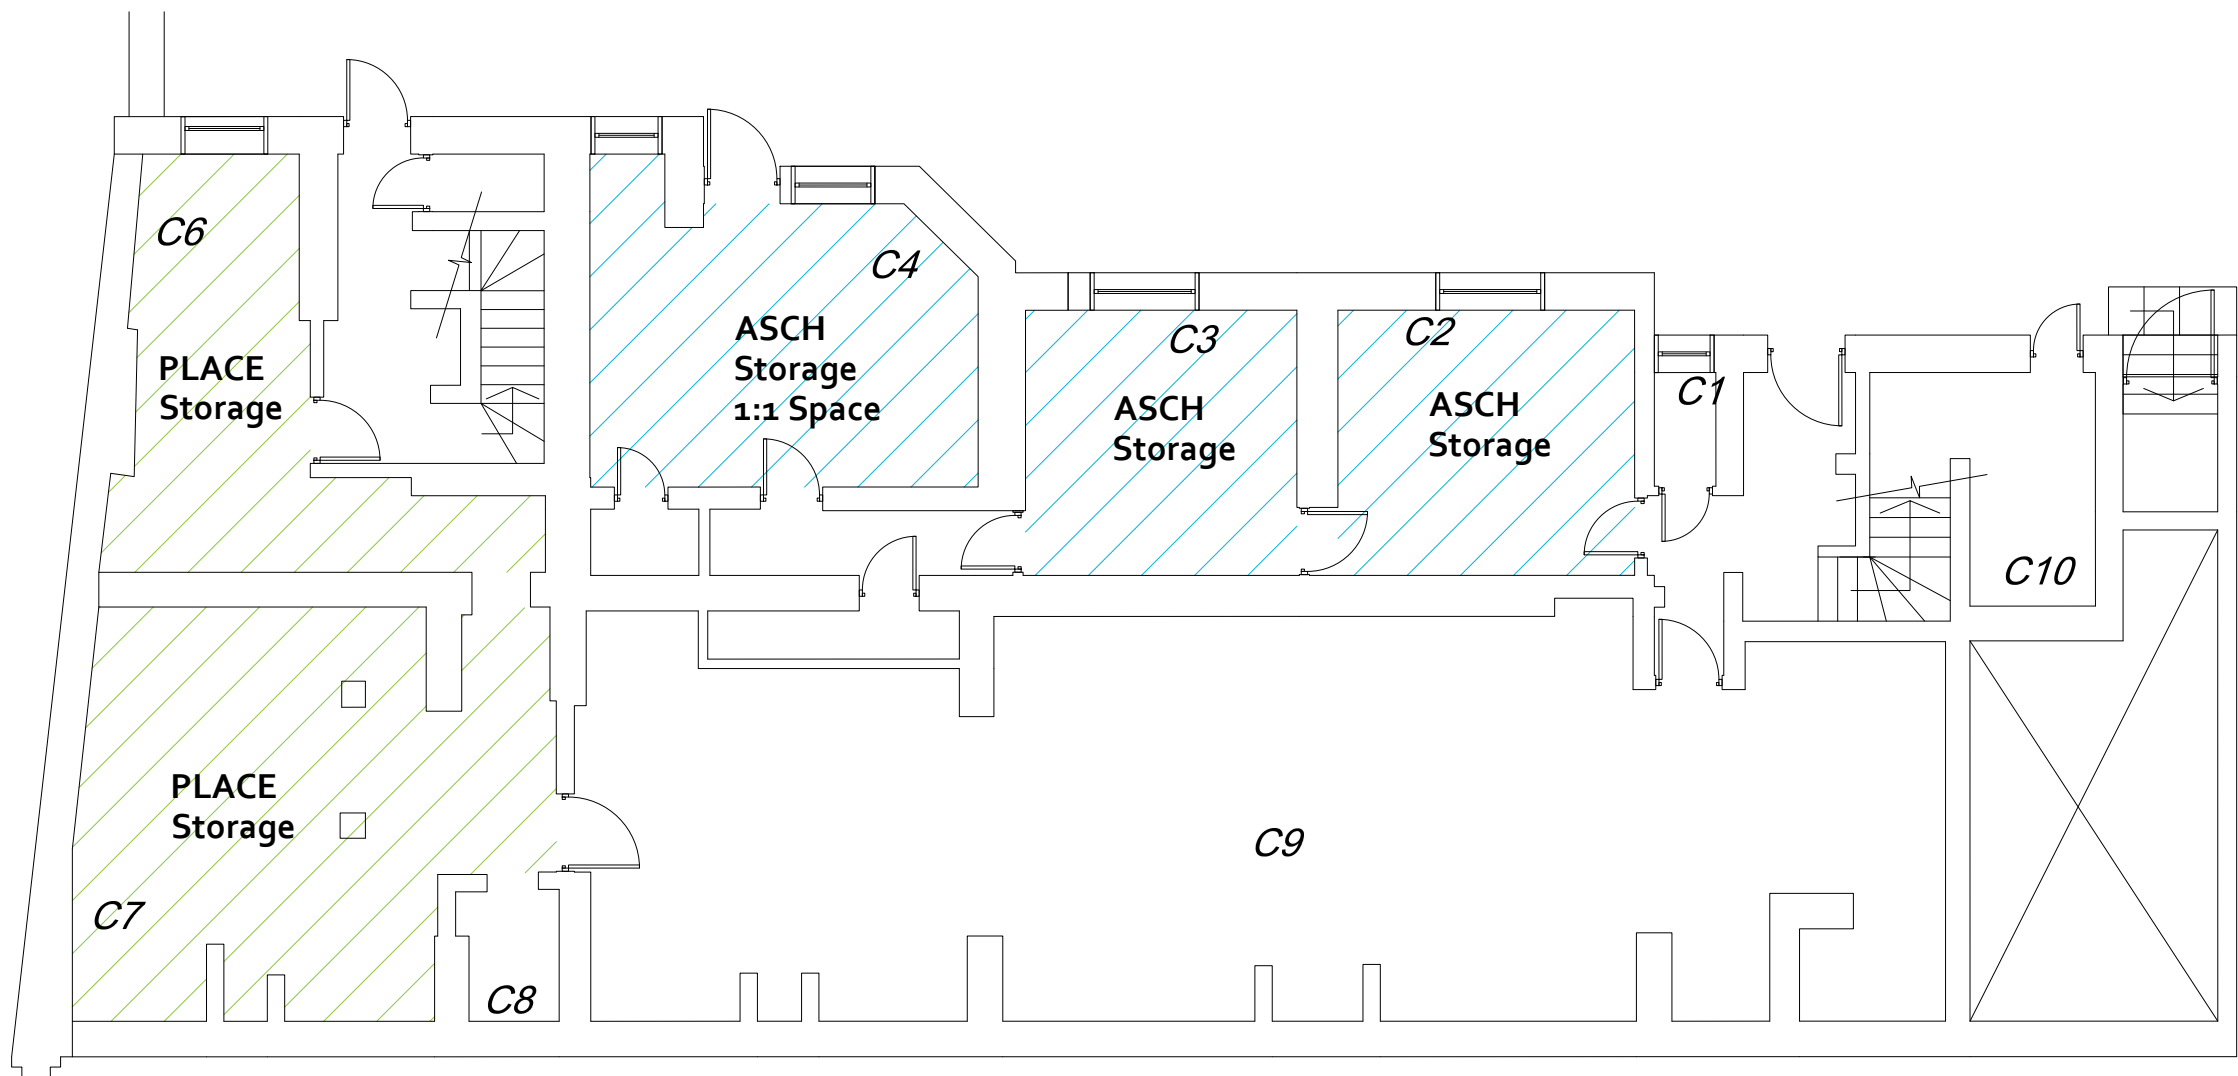 C6
PLACE
Storage
C4
ASCH
Storage
1:1 Space
C3
ASCH
Storage
C2
ASCH
Storage
C1
C10
PLACE
Storage
C7
C8
C9